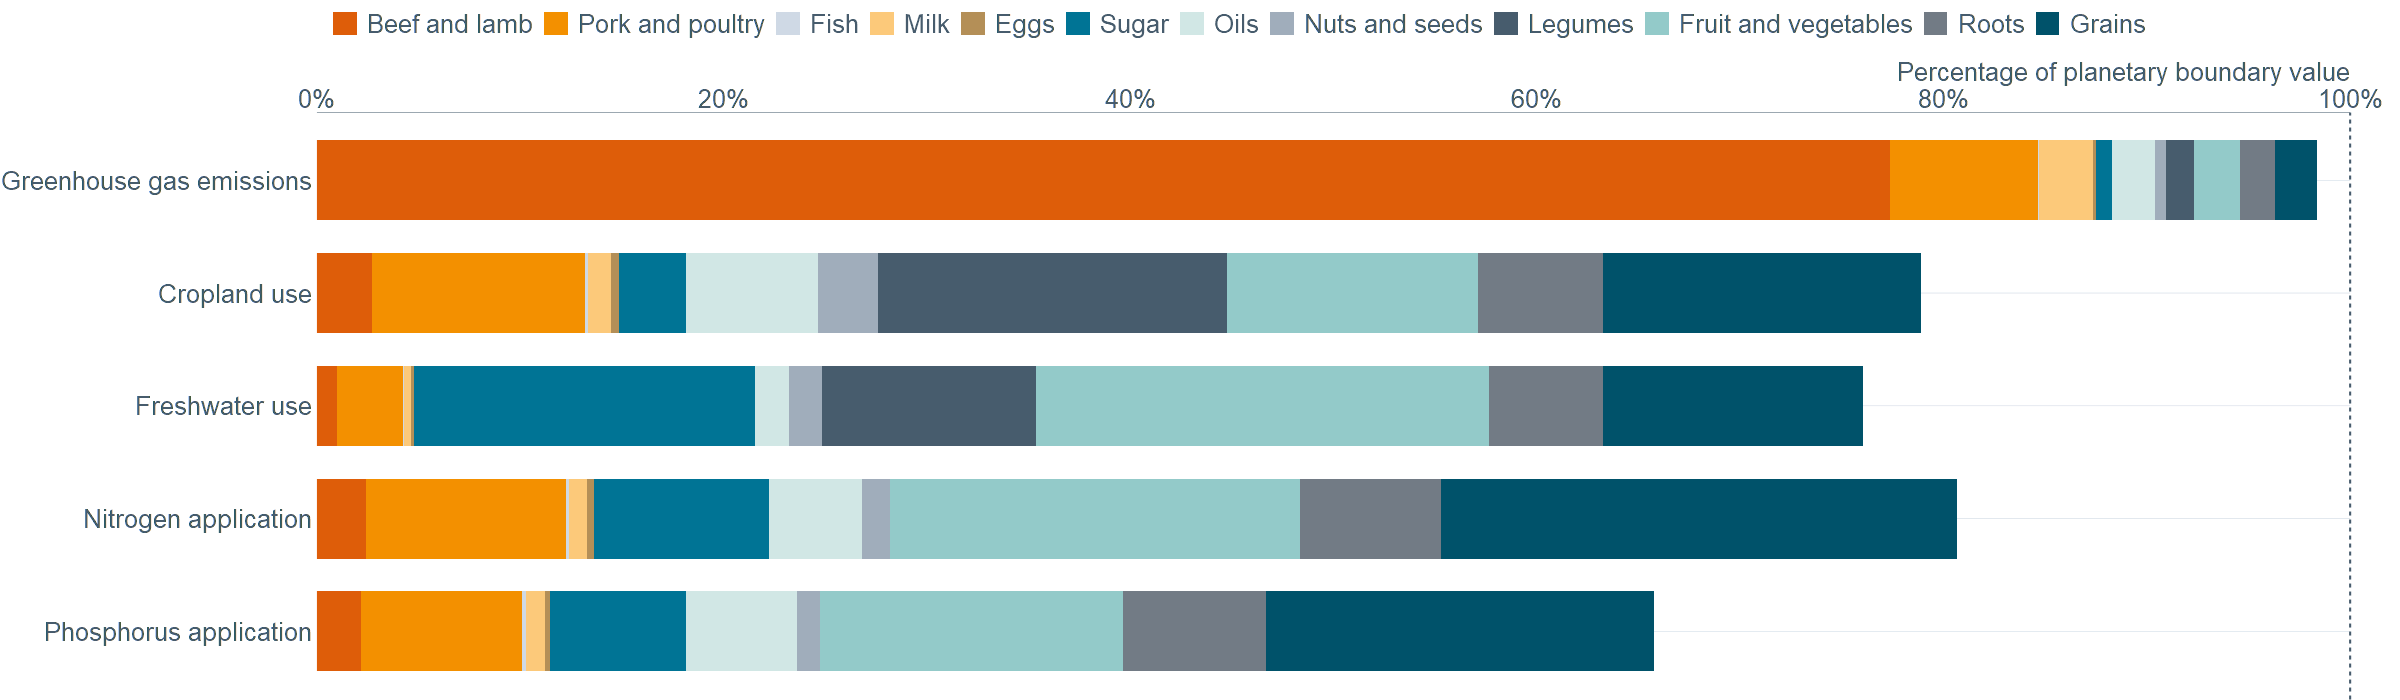 Beef and lamb Pork and poultry Fish Milk Eggs Sugar Oils Nuts and seeds Legumes Fruit and vegetables Roots Grains
Percentage of planetary boundary value
0% 20% 40% 60% 80% 100%
Greenhouse gas emissions
Cropland use
Freshwater use
Nitrogen application
Phosphorus application